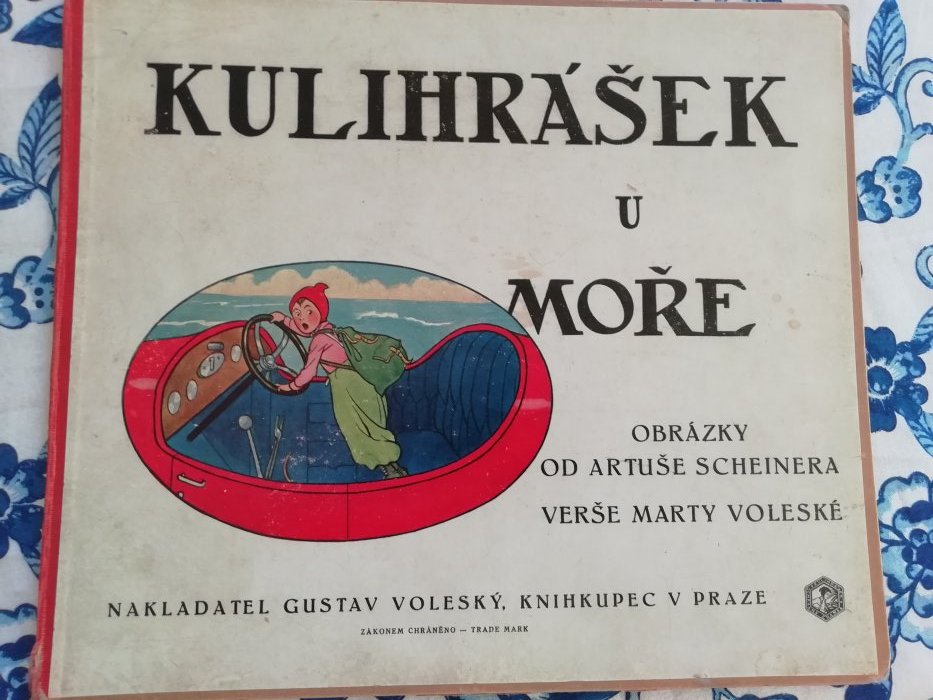 KULIHRÁŠEK
U
MOŘE
OBRÁZKY
OD ARTUŠE SCHEINERA
VERŠE MARTY VOLESKÉ
NAKLADATEL GUSTAV VOLESKÝ, KNIHKUPEC V PRAZE
ZÁKONEM CHRÁNĚNO — TRADE MARK